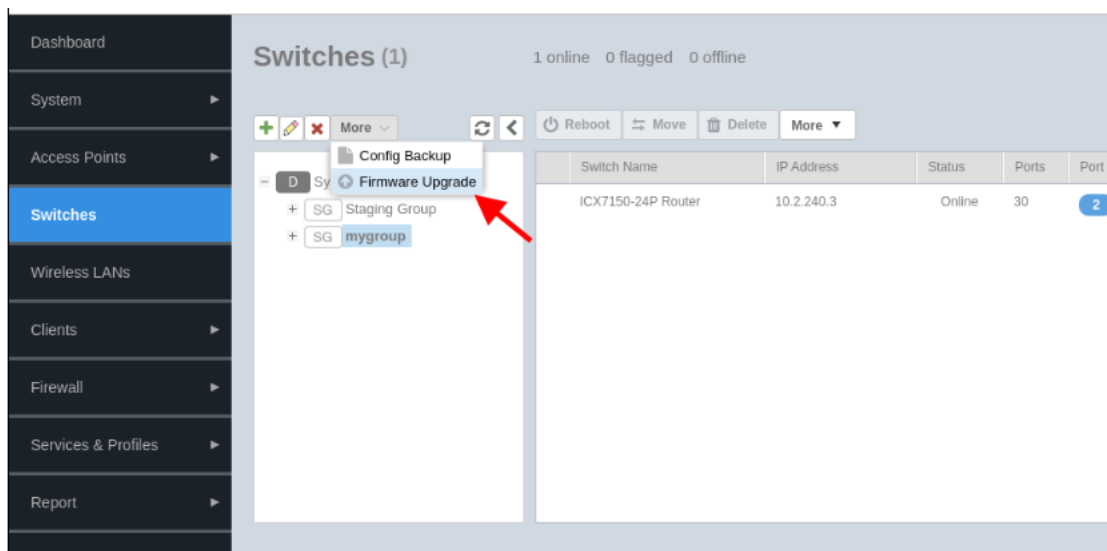 Dashboard
System
Access Points
Switches
Wireless LANs
Clients
Firewall
Services & Profiles
Report
Switches (1)
1 online 0 flagged 0 offline
More
Config Backup
Firmware Upgrade
D Sy
SG Staging Group
SG mygroup
Reboot Move Delete More
Switch Name IP Address Status Ports Port
ICX7150-24P Router 10.2.240.3 Online 30 2